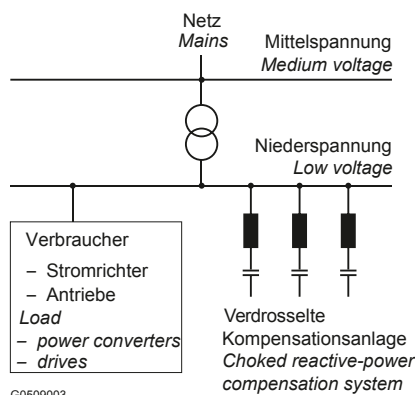 Netz
Mains
Mittelspannung
Medium voltage
Niederspannung
Low voltage
Verbraucher
– Stromrichter
– Antriebe
Load
– power converters
– drives
Verdrosselte
Kompensationsanlage
Choked reactive-power
compensation system
G0509003